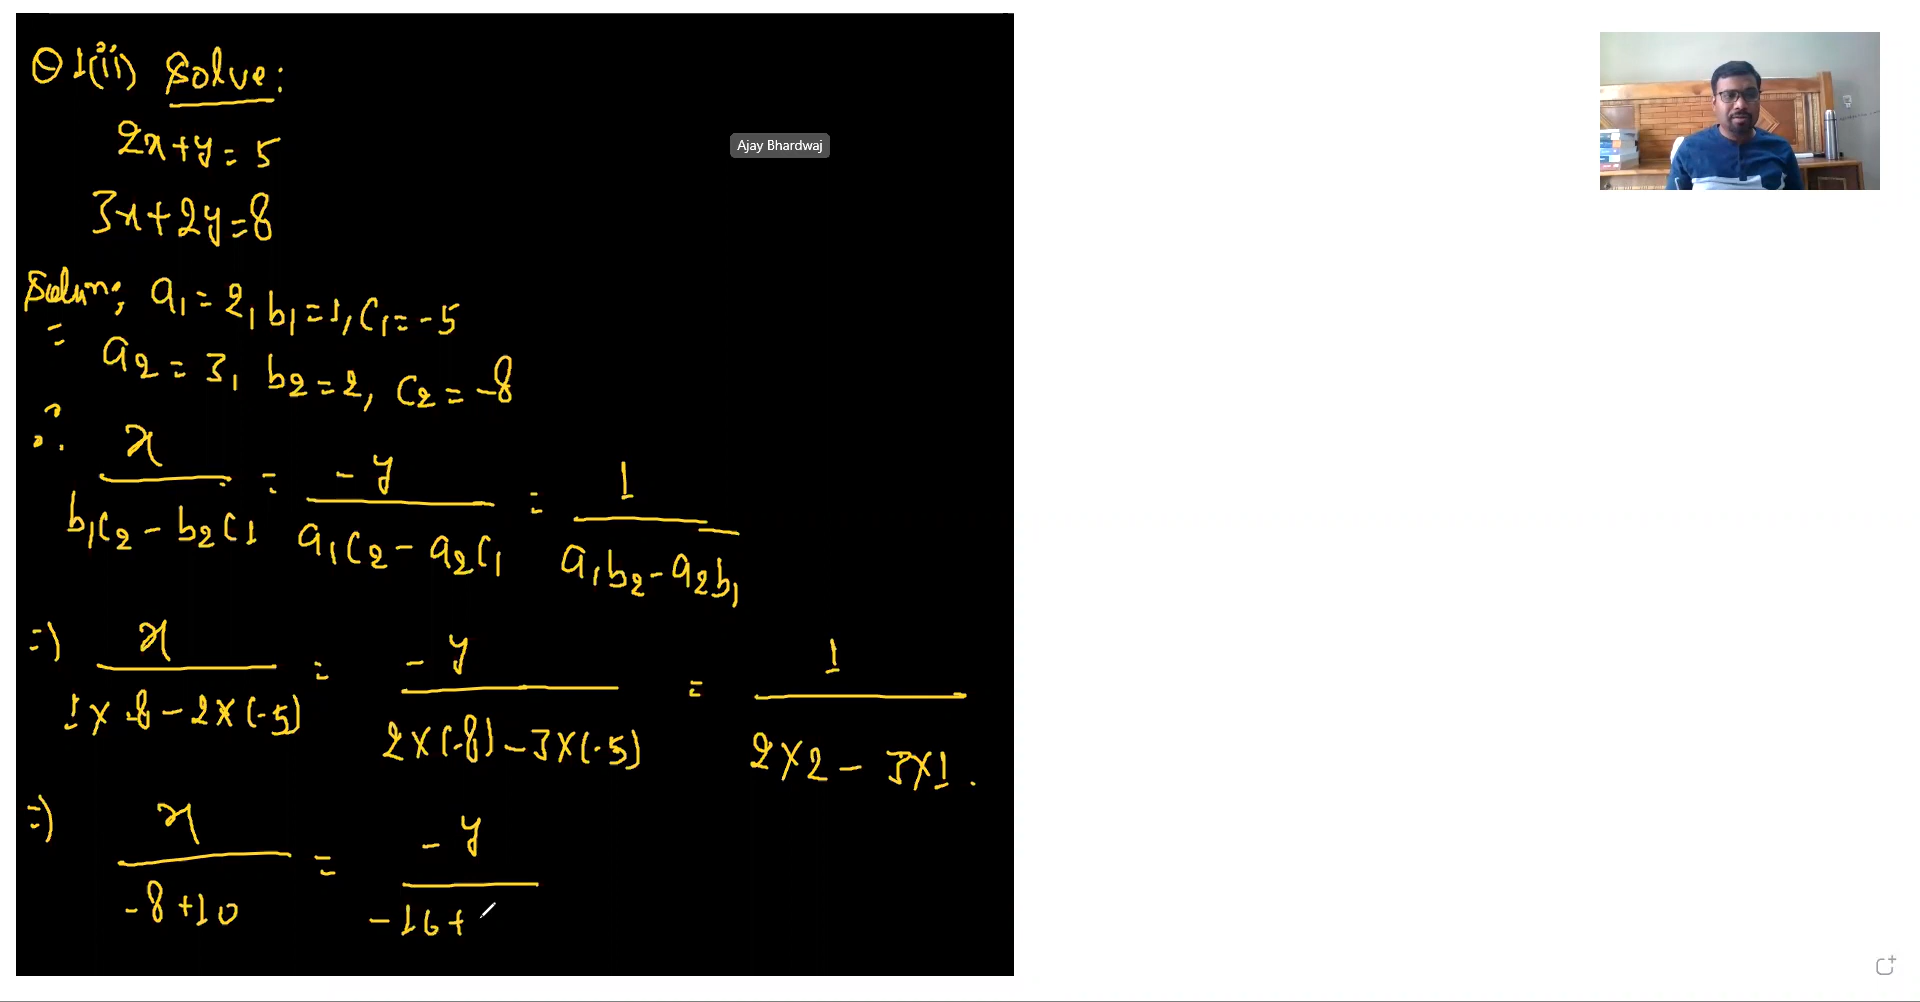 Q 1(ii) Solve:
2x+y=5
3x+2y=8
Soln; a₁=2, b₁=1, c₁=-5
a₂=3, b₂=2, c₂=-8
∴ x/(b₁c₂-b₂c₁) = -y/(a₁c₂-a₂c₁) = 1/(a₁b₂-a₂b₁)
=) x/(1×-8-2×(-5)) = -y/(2×(-8)-3×(-5)) = 1/(2×2-3×1).
=) x/(-8+10) = -y/(-16+
Ajay Bhardwaj